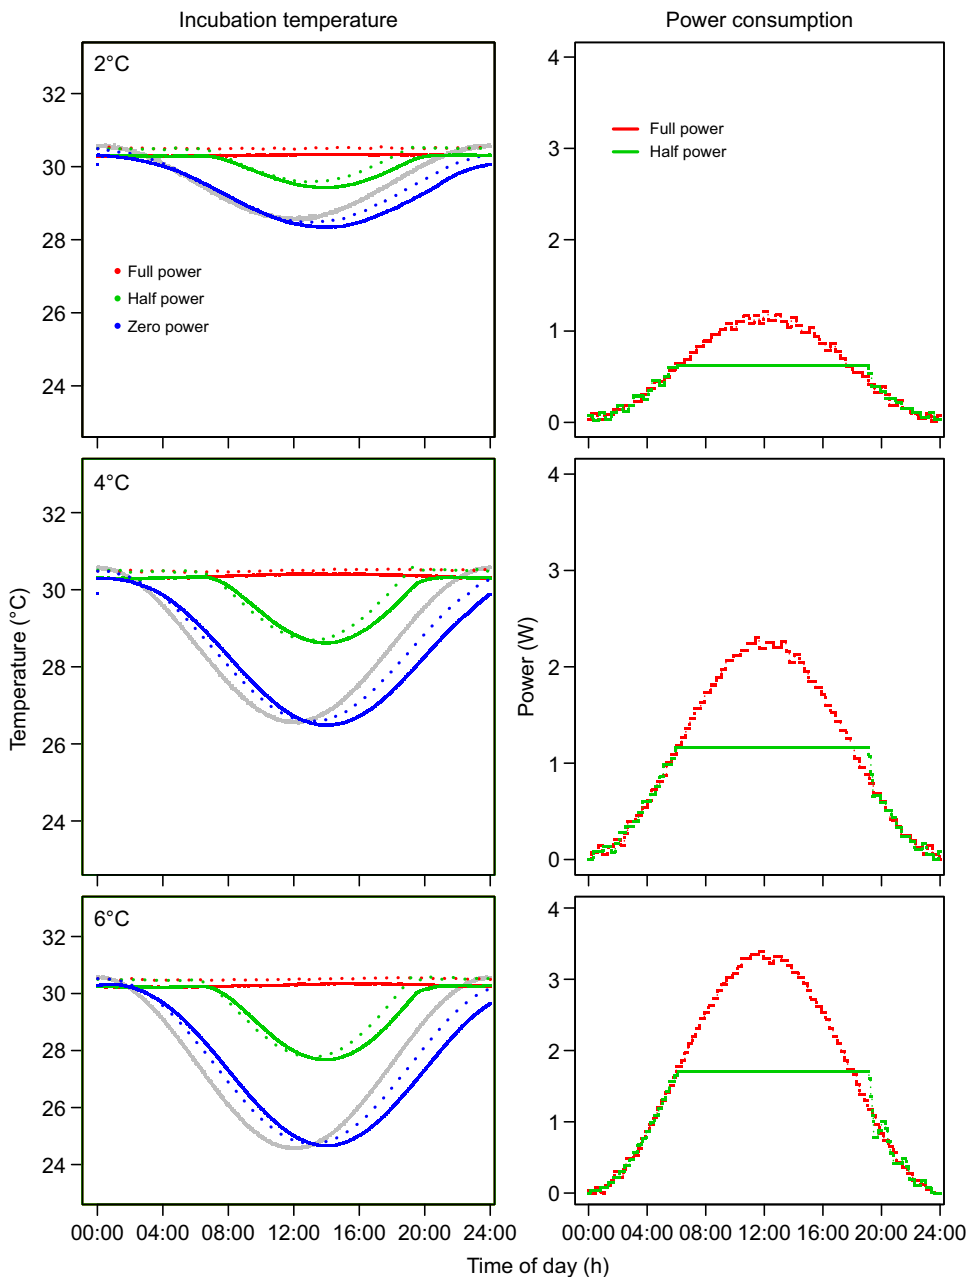 Incubation temperature
Power consumption
2°C
32
30
28
26
24
Full power
Half power
Zero power
4
3
2
1
0
Full power
Half power
4°C
32
30
28
26
24
4
3
2
1
0
Temperature (°C)
Power (W)
6°C
32
30
28
26
24
4
3
2
1
0
00:00 04:00 08:00 12:00 16:00 20:00 24:00
00:00 04:00 08:00 12:00 16:00 20:00 24:00
Time of day (h)